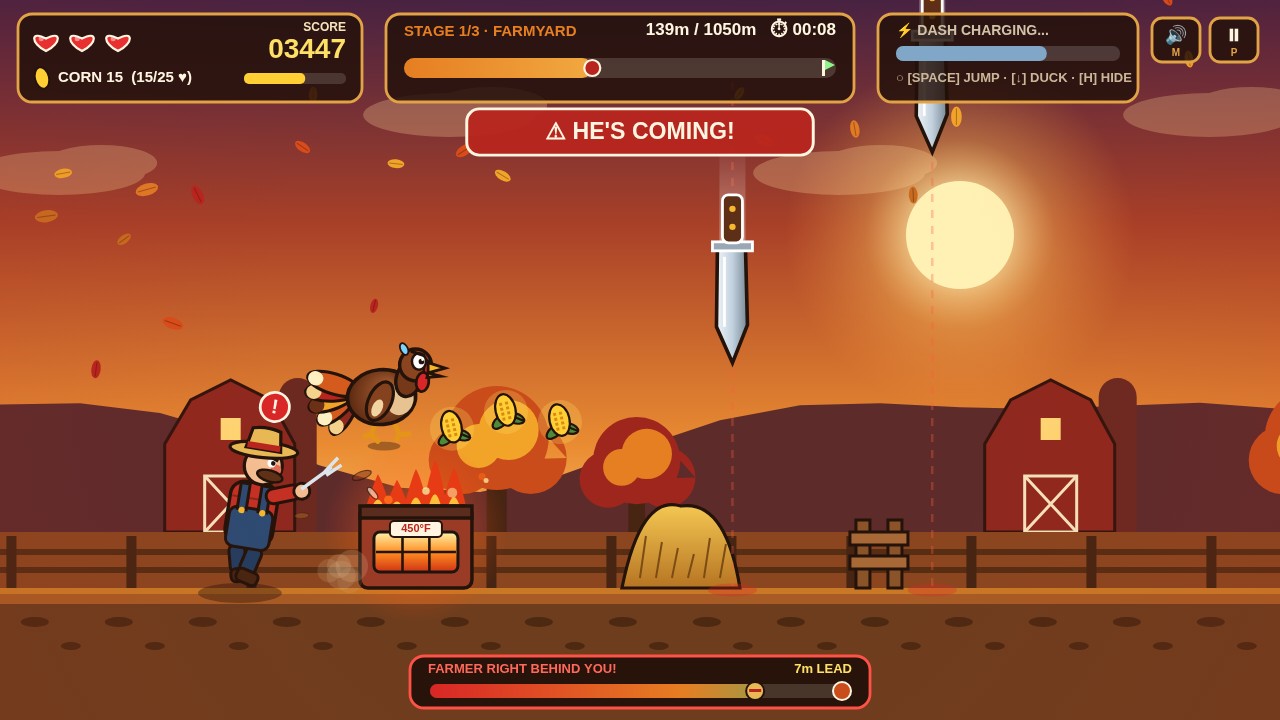 SCORE
03447
CORN 15 (15/25 ♥)
STAGE 1/3 · FARMYARD
139m / 1050m ⏱ 00:08
⚡ DASH CHARGING...
○ [SPACE] JUMP · [↓] DUCK · [H] HIDE
🔊
M
⏸
P
⚠ HE'S COMING!
!
450°F
FARMER RIGHT BEHIND YOU!
7m LEAD